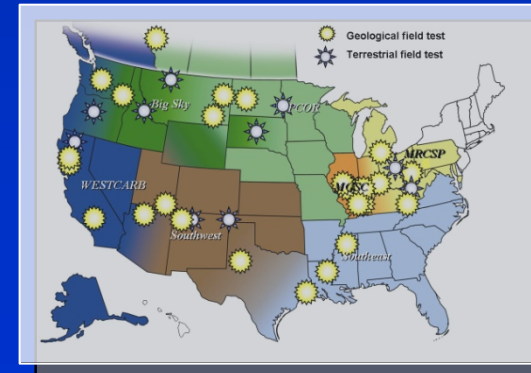 Geological field test
Terrestrial field test
Big Sky
PCOR
MRCSP
MGSC
WESTCARB
Southwest
Southeast